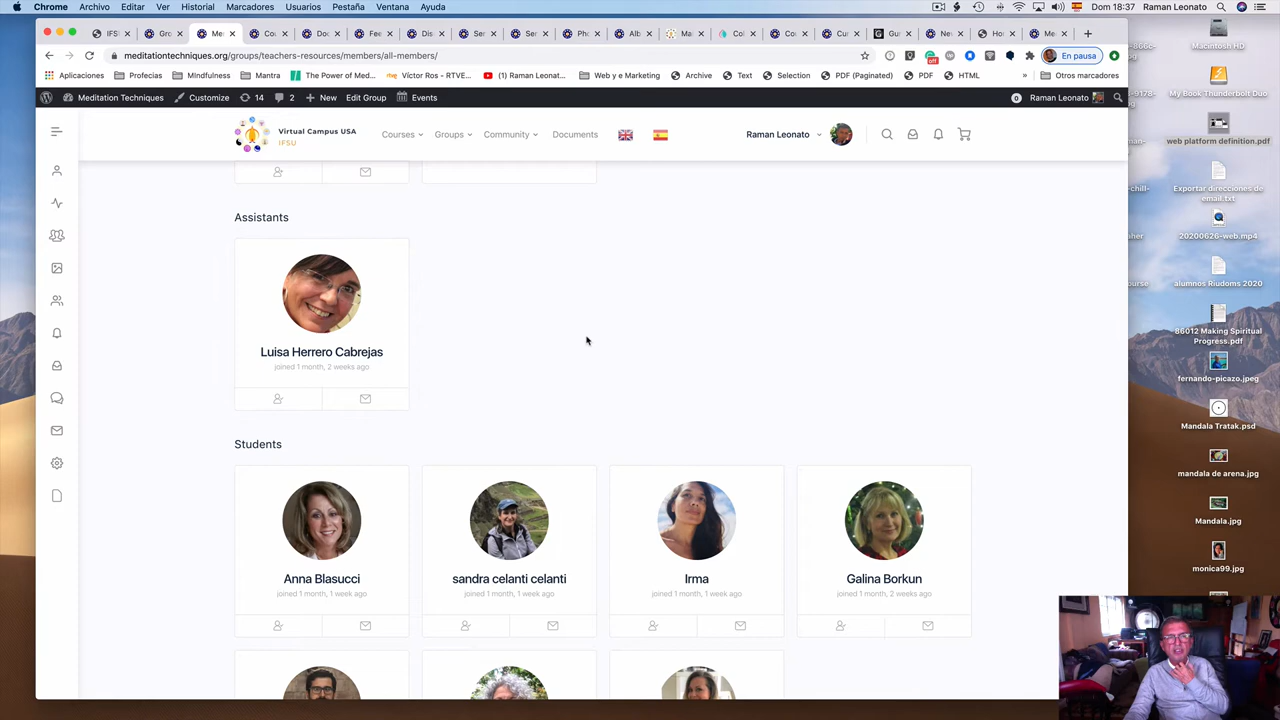 Chrome Archivo Editar Ver Historial Marcadores Usuarios Pestaña Ventana Ayuda Dom 18:37 Raman Leonato
meditationtechniques.org/groups/teachers-resources/members/all-members/ En pausa
Aplicaciones Profecias MIndfulness Mantra The Power of Med... Víctor Ros - RTVE... (1) Raman Leonat... Web y e Marketing Archive Text Selection PDF (Paginated) PDF HTML » Otros marcadores
Meditation Techniques Customize 14 2 New Edit Group Events 0 Raman Leonato
Virtual Campus USA
IFSU
Courses Groups Community Documents Raman Leonato
Assistants
Luisa Herrero Cabrejas
joined 1 month, 2 weeks ago
Students
Anna Blasucci
joined 1 month, 1 week ago
sandra celanti celanti
joined 1 month, 1 week ago
Irma
joined 1 month, 1 week ago
Galina Borkun
joined 1 month, 2 weeks ago
Macintosh HD
My Book Thunderbolt Duo
web platform definition.pdf
Exportar direcciones de
email.txt
20200626-web.mp4
alumnos Riudoms 2020
86012 Making Spiritual
Progress.pdf
fernando-picazo.jpeg
Mandala Tratak.psd
mandala de arena.jpg
Mandala.jpg
monica99.jpg